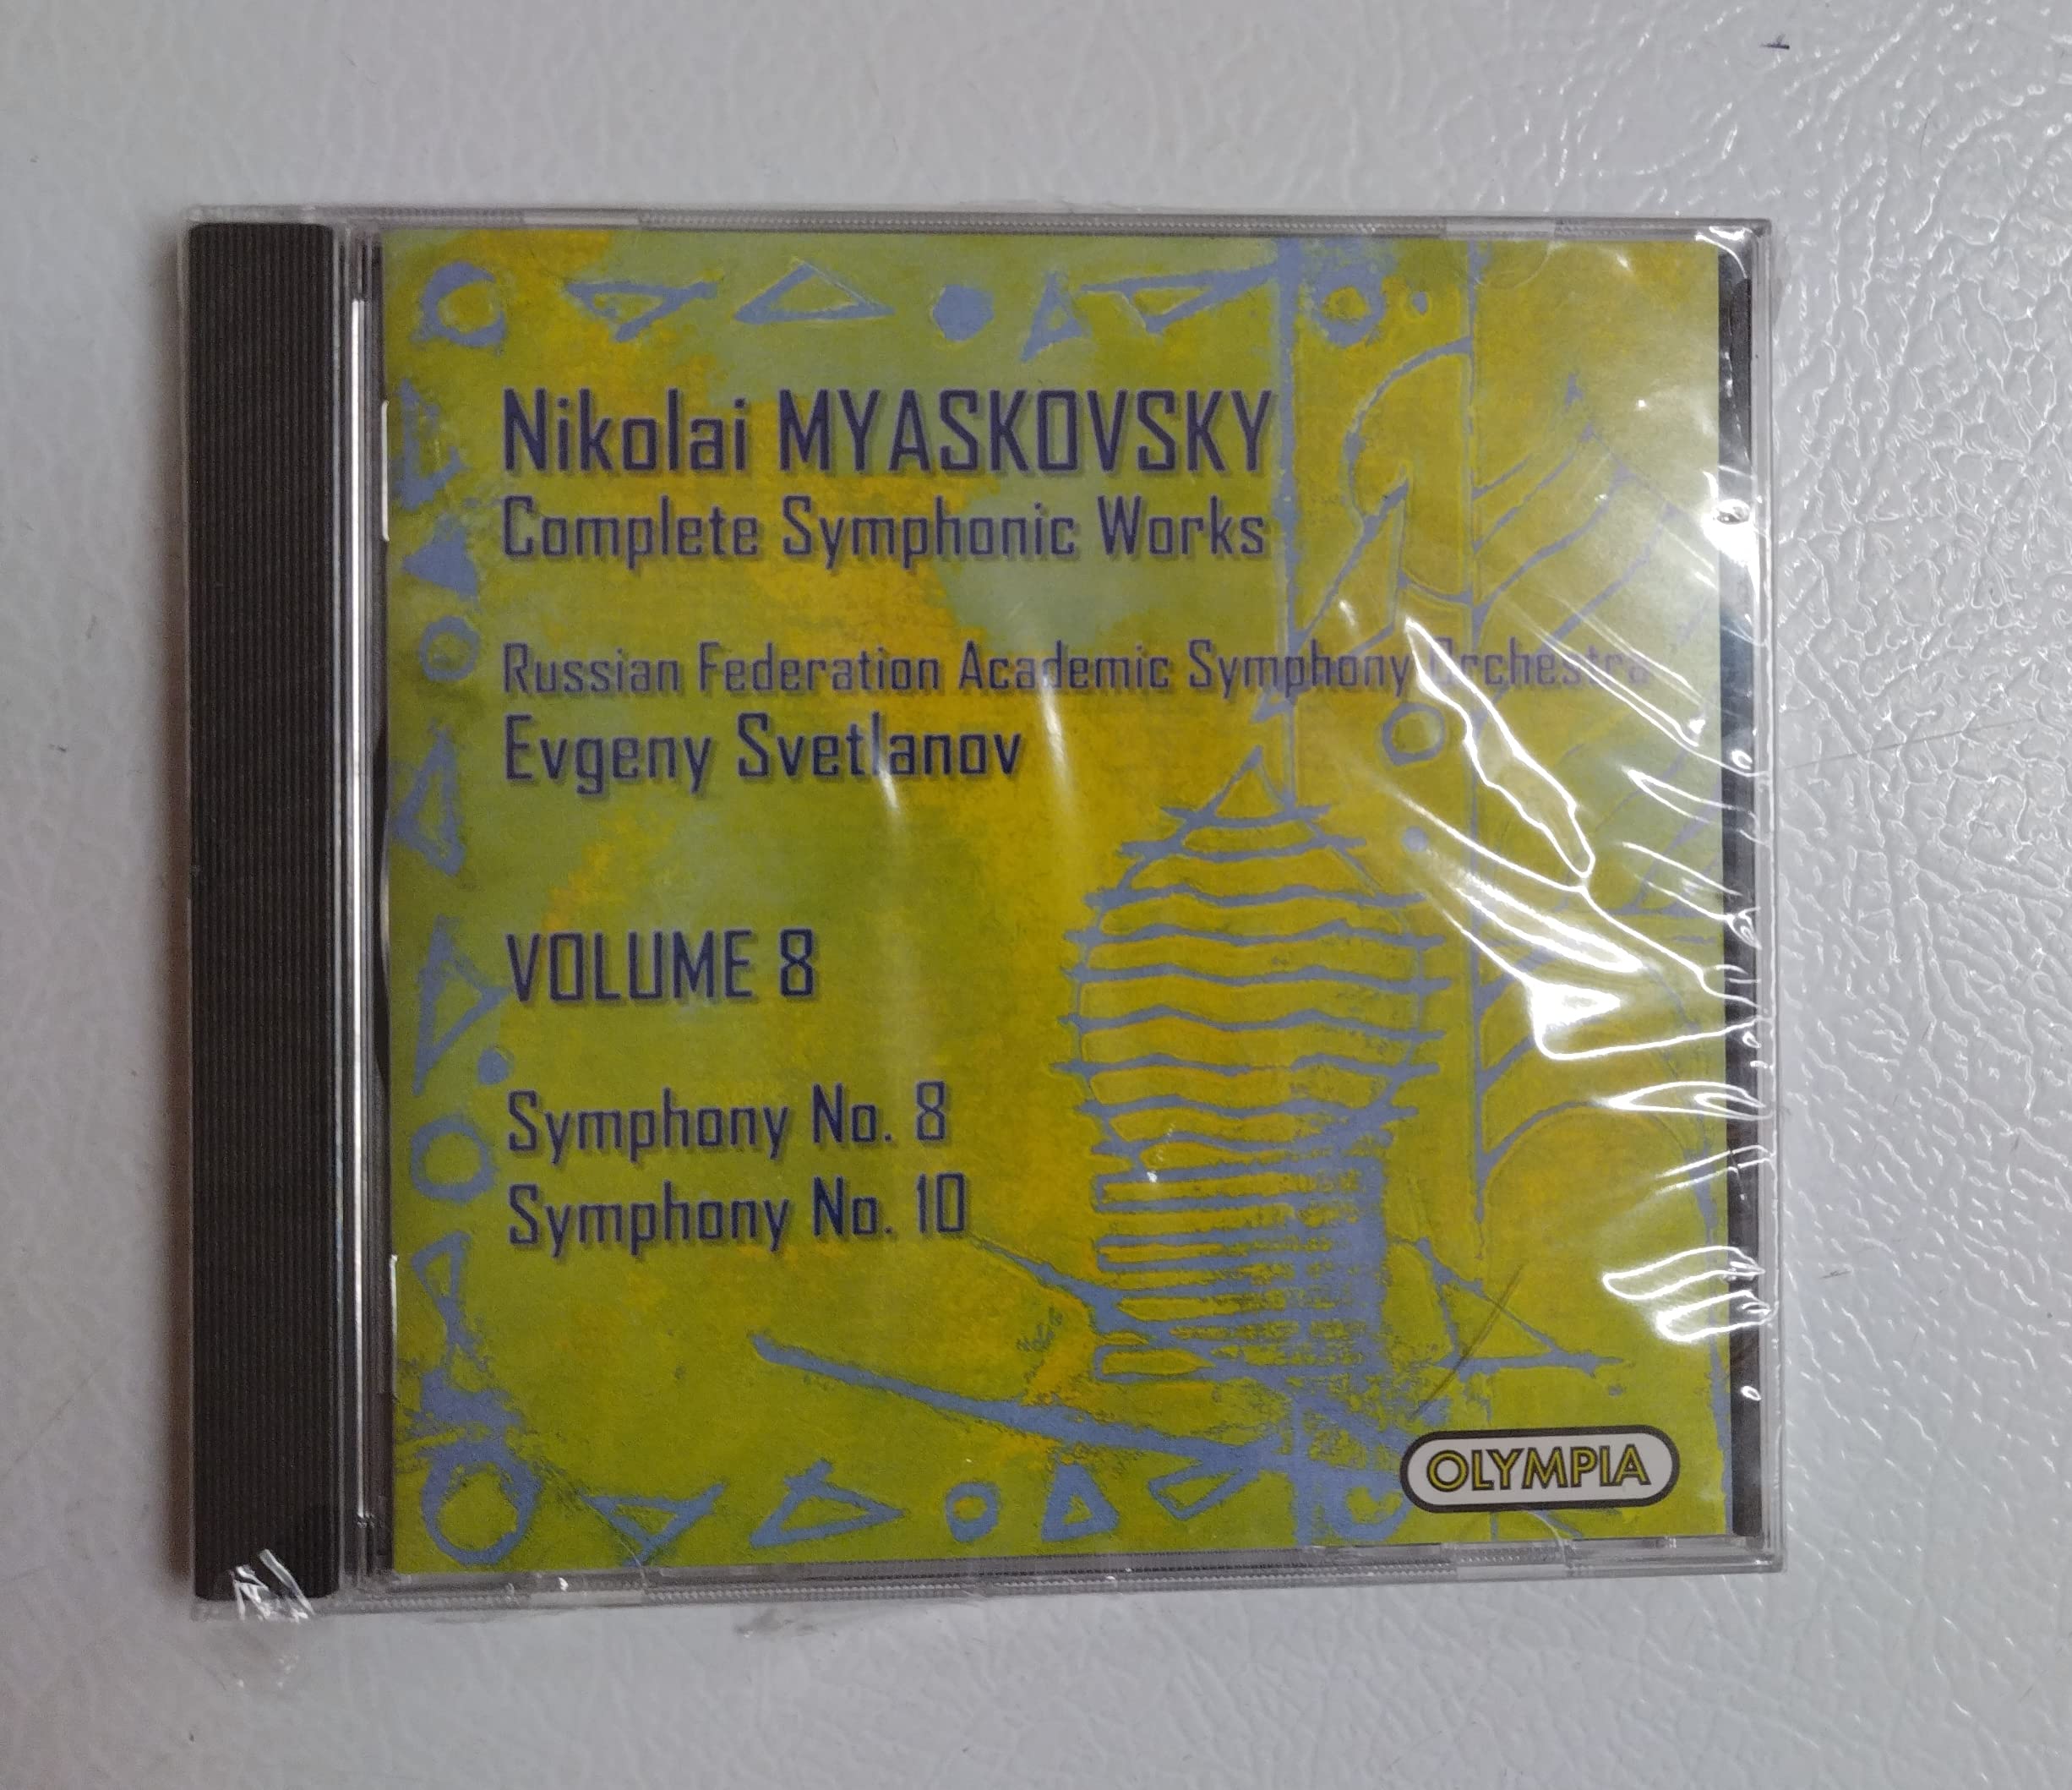 Nikolai MYASKOVSKY
Complete Symphonic Works
Russian Federation Academic Symphony Orchestra
Evgeny Svetlanov
VOLUME 8
Symphony No. 8
Symphony No. 10
OLYMPIA